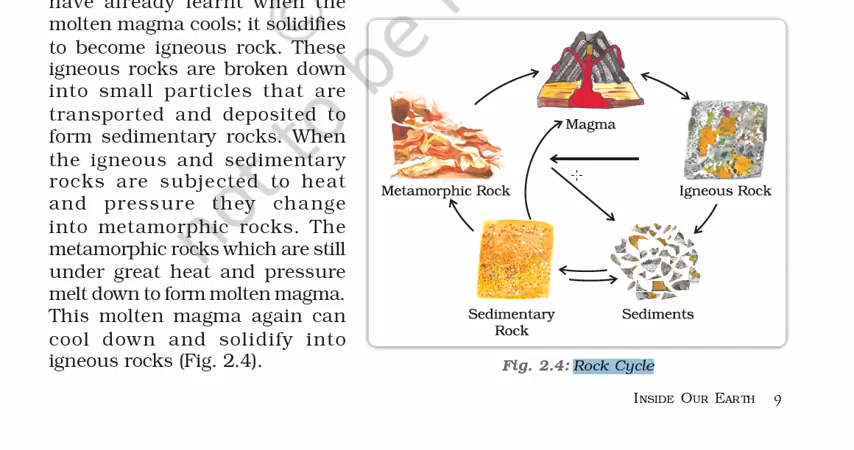 have already learnt when the
molten magma cools; it solidifies
to become igneous rock. These
igneous rocks are broken down
into small particles that are
transported and deposited to
form sedimentary rocks. When
the igneous and sedimentary
rocks are subjected to heat
and pressure they change
into metamorphic rocks. The
metamorphic rocks which are still
under great heat and pressure
melt down to form molten magma.
This molten magma again can
cool down and solidify into
igneous rocks (Fig. 2.4).
Magma
Metamorphic Rock
Igneous Rock
Sedimentary
Rock
Sediments
Fig. 2.4: Rock Cycle
INSIDE OUR EARTH 9
©
not to be